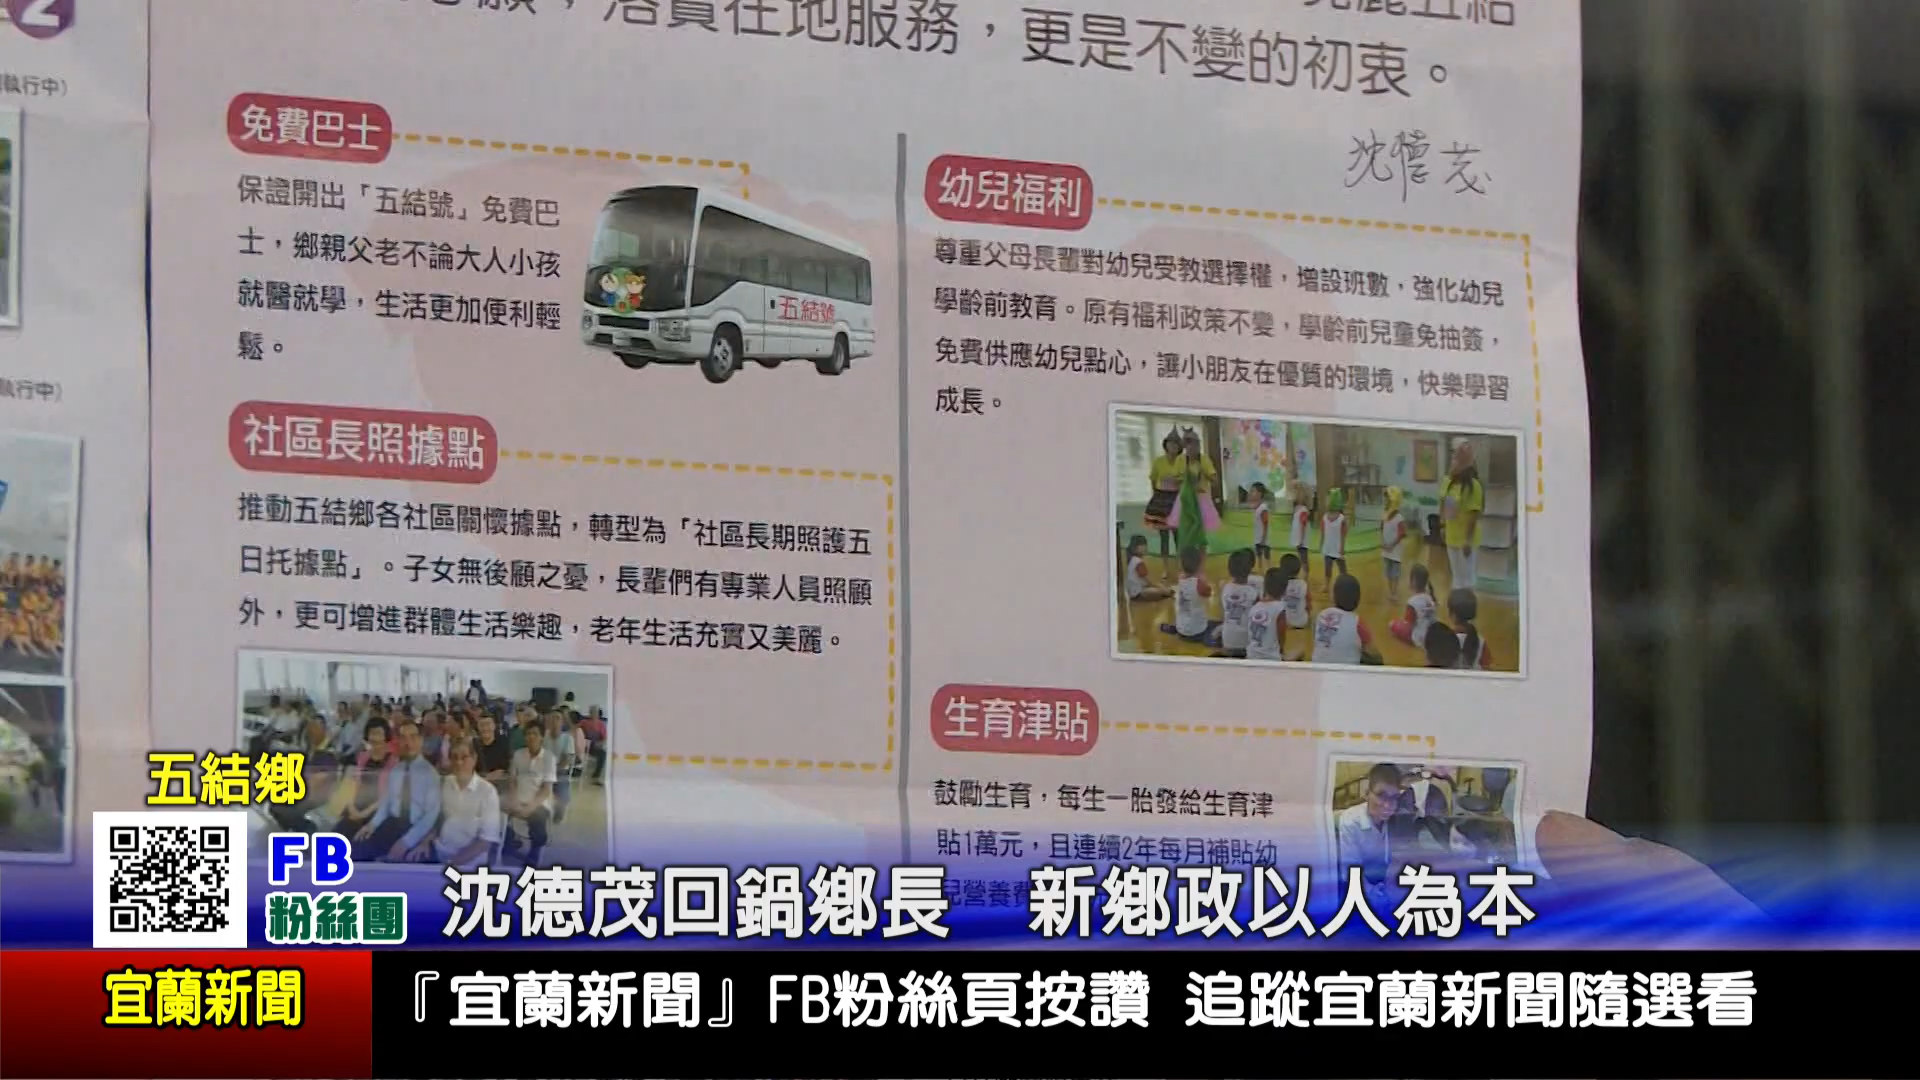 落實在地服務，更是不變的初衷。
沈德茂
執行中）
執行中）
免費巴士
保證開出「五結號」免費巴
士，鄉親父老不論大人小孩
就醫就學，生活更加便利輕
鬆。
五結號
社區長照據點
推動五結鄉各社區關懷據點，轉型為「社區長期照護五
日托據點」。子女無後顧之憂，長輩們有專業人員照顧
外，更可增進群體生活樂趣，老年生活充實又美麗。
幼兒福利
尊重父母長輩對幼兒受教選擇權，增設班數，強化幼兒
學齡前教育。原有福利政策不變，學齡前兒童免抽簽，
免費供應幼兒點心，讓小朋友在優質的環境，快樂學習
成長。
生育津貼
鼓勵生育，每生一胎發給生育津
貼1萬元，且連續2年每月補貼幼
兒營養費
五結鄉
FB
粉絲團
沈德茂回鍋鄉長 新鄉政以人為本
宜蘭新聞
『宜蘭新聞』FB粉絲頁按讚 追蹤宜蘭新聞隨選看